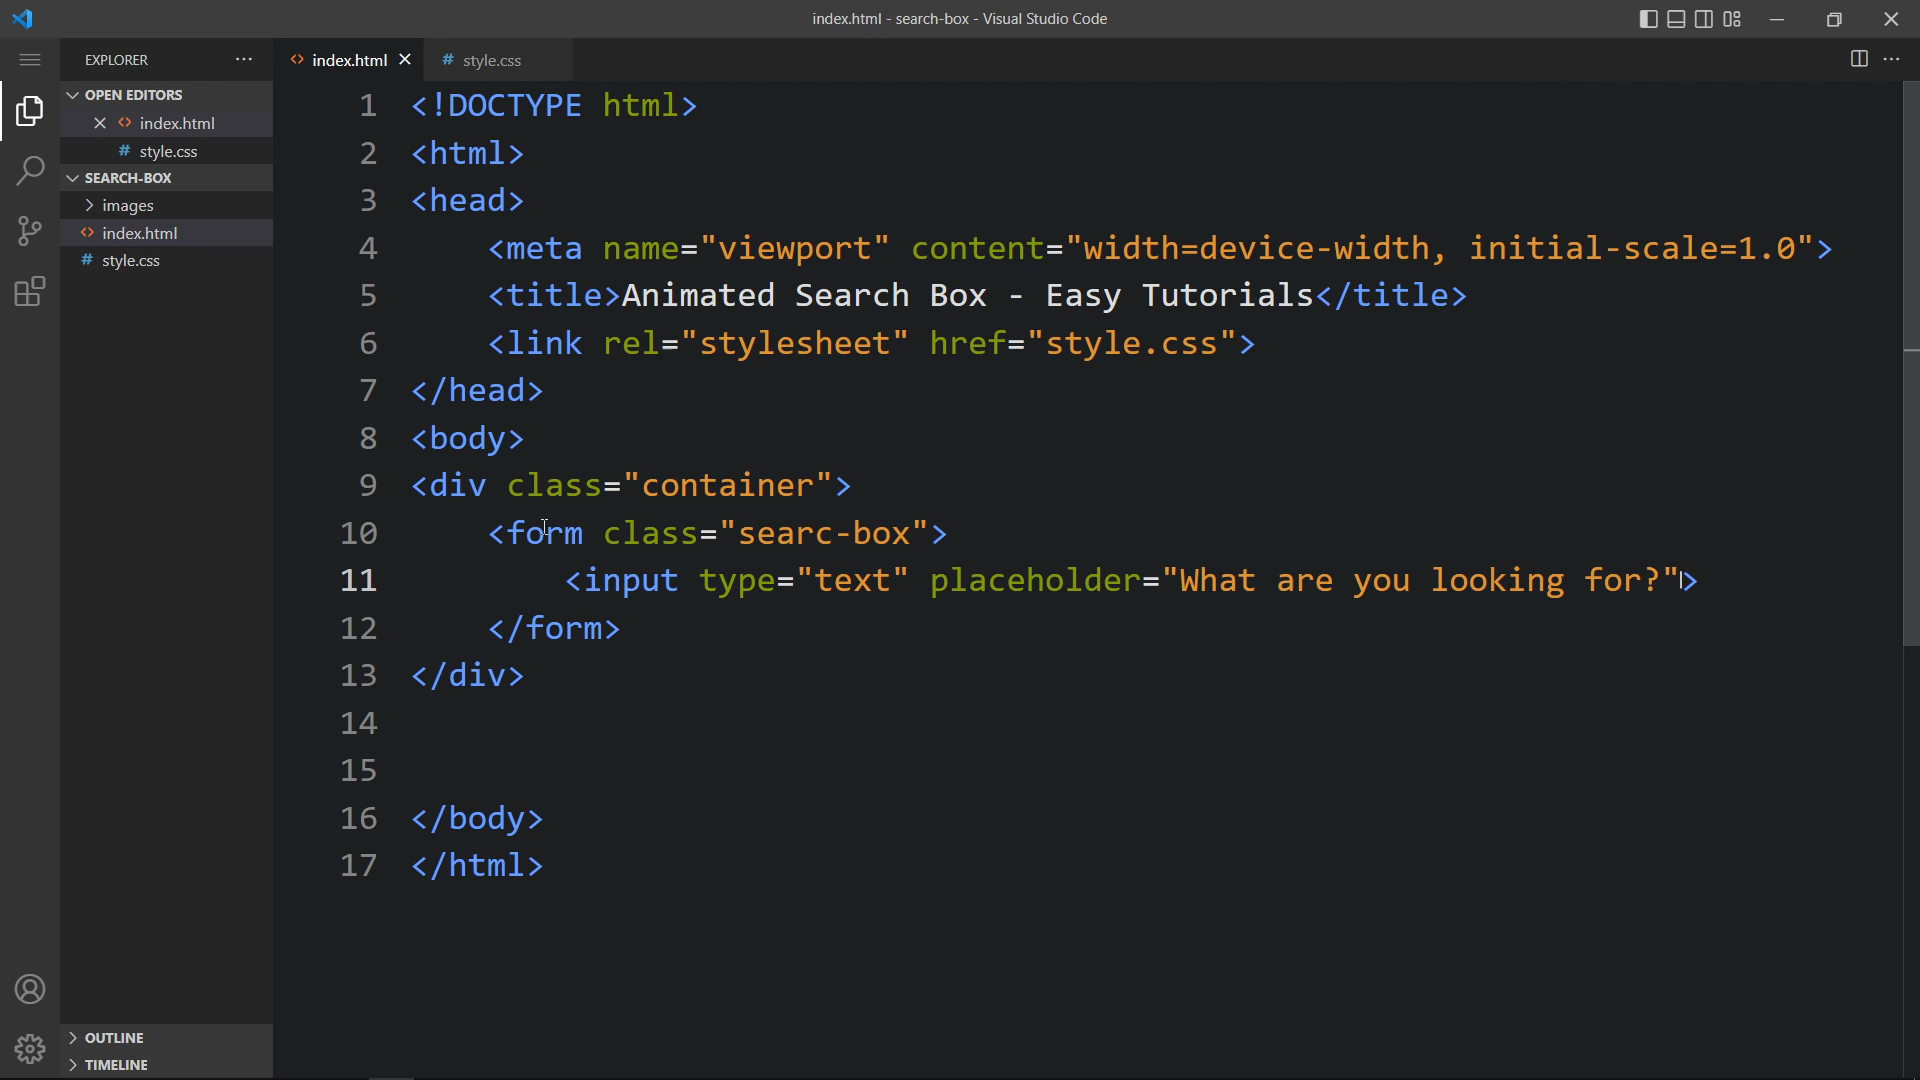 index.html - search-box - Visual Studio Code
EXPLORER
index.html
# style.css
OPEN EDITORS
index.html
# style.css
SEARCH-BOX
images
index.html
# style.css
1 <!DOCTYPE html>
2 <html>
3 <head>
4 <meta name="viewport" content="width=device-width, initial-scale=1.0">
5 <title>Animated Search Box - Easy Tutorials</title>
6 <link rel="stylesheet" href="style.css">
7 </head>
8 <body>
9 <div class="container">
10 <form class="searc-box">
11 <input type="text" placeholder="What are you looking for?">
12 </form>
13 </div>
14
15
16 </body>
17 </html>
OUTLINE
TIMELINE